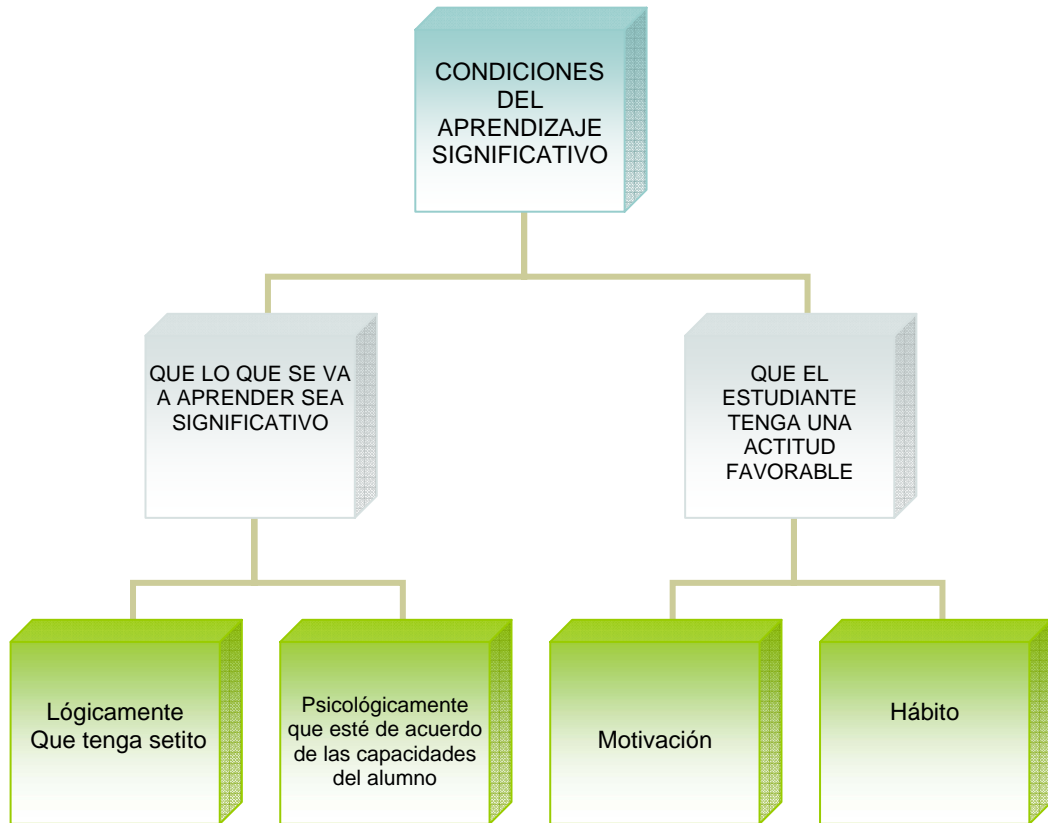 CONDICIONES
DEL
APRENDIZAJE
SIGNIFICATIVO
QUE LO QUE SE VA
A APRENDER SEA
SIGNIFICATIVO
QUE EL
ESTUDIANTE
TENGA UNA
ACTITUD
FAVORABLE
Lógicamente
Que tenga setito
Psicológicamente
que esté de acuerdo
de las capacidades
del alumno
Motivación
Hábito